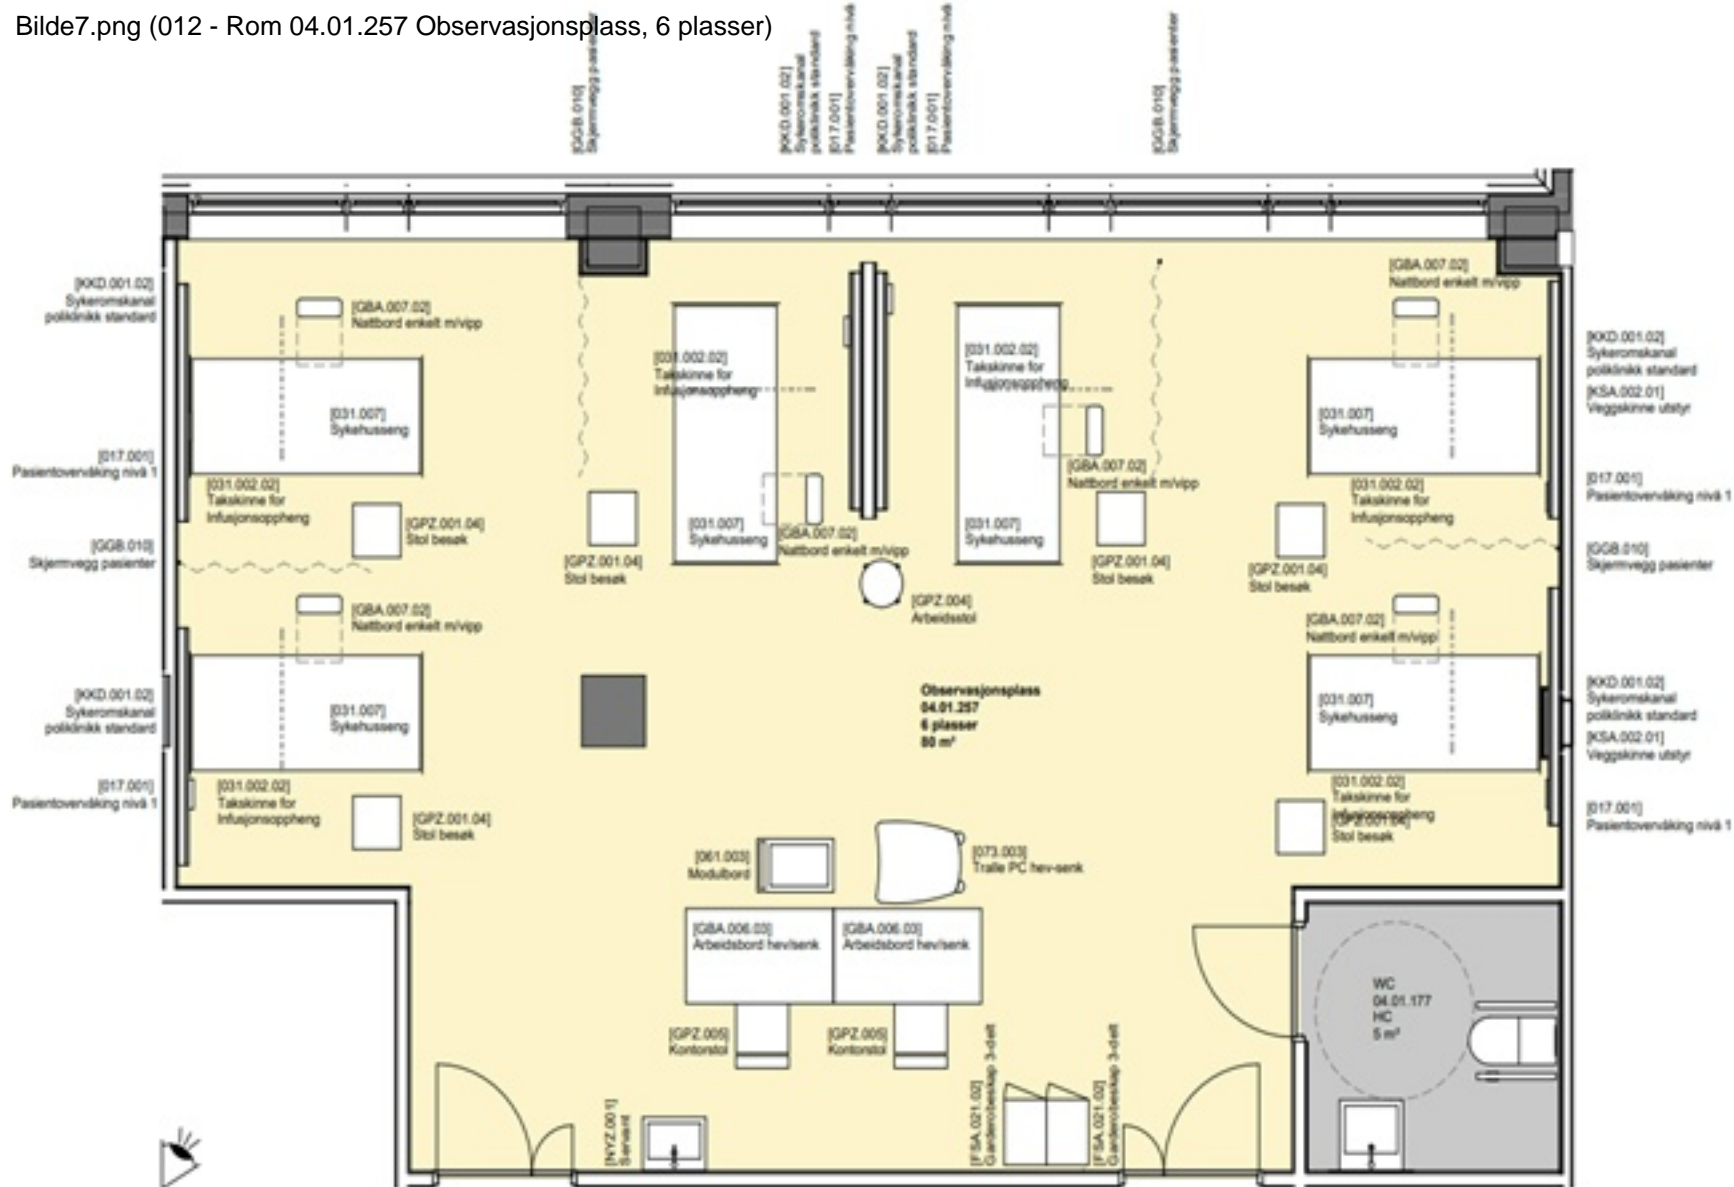 Bilde7.png (012 - Rom 04.01.257 Observasjonsplass, 6 plasser)
[GGB.010]
Skjermvegg pasienter
[KKD.001.02]
Sykeromskanal
poliklinikk standard
[017.001]
Pasientovervåking nivå
[KKD.001.02]
Sykeromskanal
poliklinikk standard
[017.001]
Pasientovervåking nivå
[GGB.010]
Skjermvegg pasienter
[KKD.001.02]
Sykeromskanal
poliklinikk standard
[017.001]
Pasientovervåking nivå 1
[GGB.010]
Skjermvegg pasienter
[KKD.001.02]
Sykeromskanal
poliklinikk standard
[017.001]
Pasientovervåking nivå 1
[GBA.007.02]
Nattbord enkelt m/vipp
[031.007]
Sykehusseng
[031.002.02]
Takskinne for
Infusjonsoppheng
[GPZ.001.04]
Stol besøk
[GBA.007.02]
Nattbord enkelt m/vipp
[031.007]
Sykehusseng
[031.002.02]
Takskinne for
Infusjonsoppheng
[GPZ.001.04]
Stol besøk
[031.002.02]
Takskinne for
Infusjonsoppheng
[031.007]
Sykehusseng
[GPZ.001.04]
Stol besøk
[GBA.007.02]
Nattbord enkelt m/vipp
[031.002.02]
Takskinne for
Infusjonsoppheng
[031.007]
Sykehusseng
[GBA.007.02]
Nattbord enkelt m/vipp
[GPZ.001.04]
Stol besøk
[GPZ.004]
Arbeidsstol
[GBA.007.02]
Nattbord enkelt m/vipp
[031.007]
Sykehusseng
[031.002.02]
Takskinne for
Infusjonsoppheng
[GPZ.001.04]
Stol besøk
[GBA.007.02]
Nattbord enkelt m/vipp
[031.007]
Sykehusseng
[031.002.02]
Takskinne for
Infusjonsoppheng
[GPZ.001.04]
Stol besøk
[KKD.001.02]
Sykeromskanal
poliklinikk standard
[KSA.002.01]
Veggskinne utstyr
[017.001]
Pasientovervåking nivå 1
[GGB.010]
Skjermvegg pasienter
[KKD.001.02]
Sykeromskanal
poliklinikk standard
[KSA.002.01]
Veggskinne utstyr
[017.001]
Pasientovervåking nivå 1
Observasjonsplass
04.01.257
6 plasser
80 m²
[061.003]
Modulbord
[073.003]
Tralle PC hev-senk
[GBA.006.03]
Arbeidsbord hev/senk
[GBA.006.03]
Arbeidsbord hev/senk
[GPZ.005]
Kontorstol
[GPZ.005]
Kontorstol
[NYZ.001]
Servant
[FSA.021.02]
Garderobeskap 3-delt
[FSA.021.02]
Garderobeskap 3-delt
WC
04.01.177
HC
5 m²